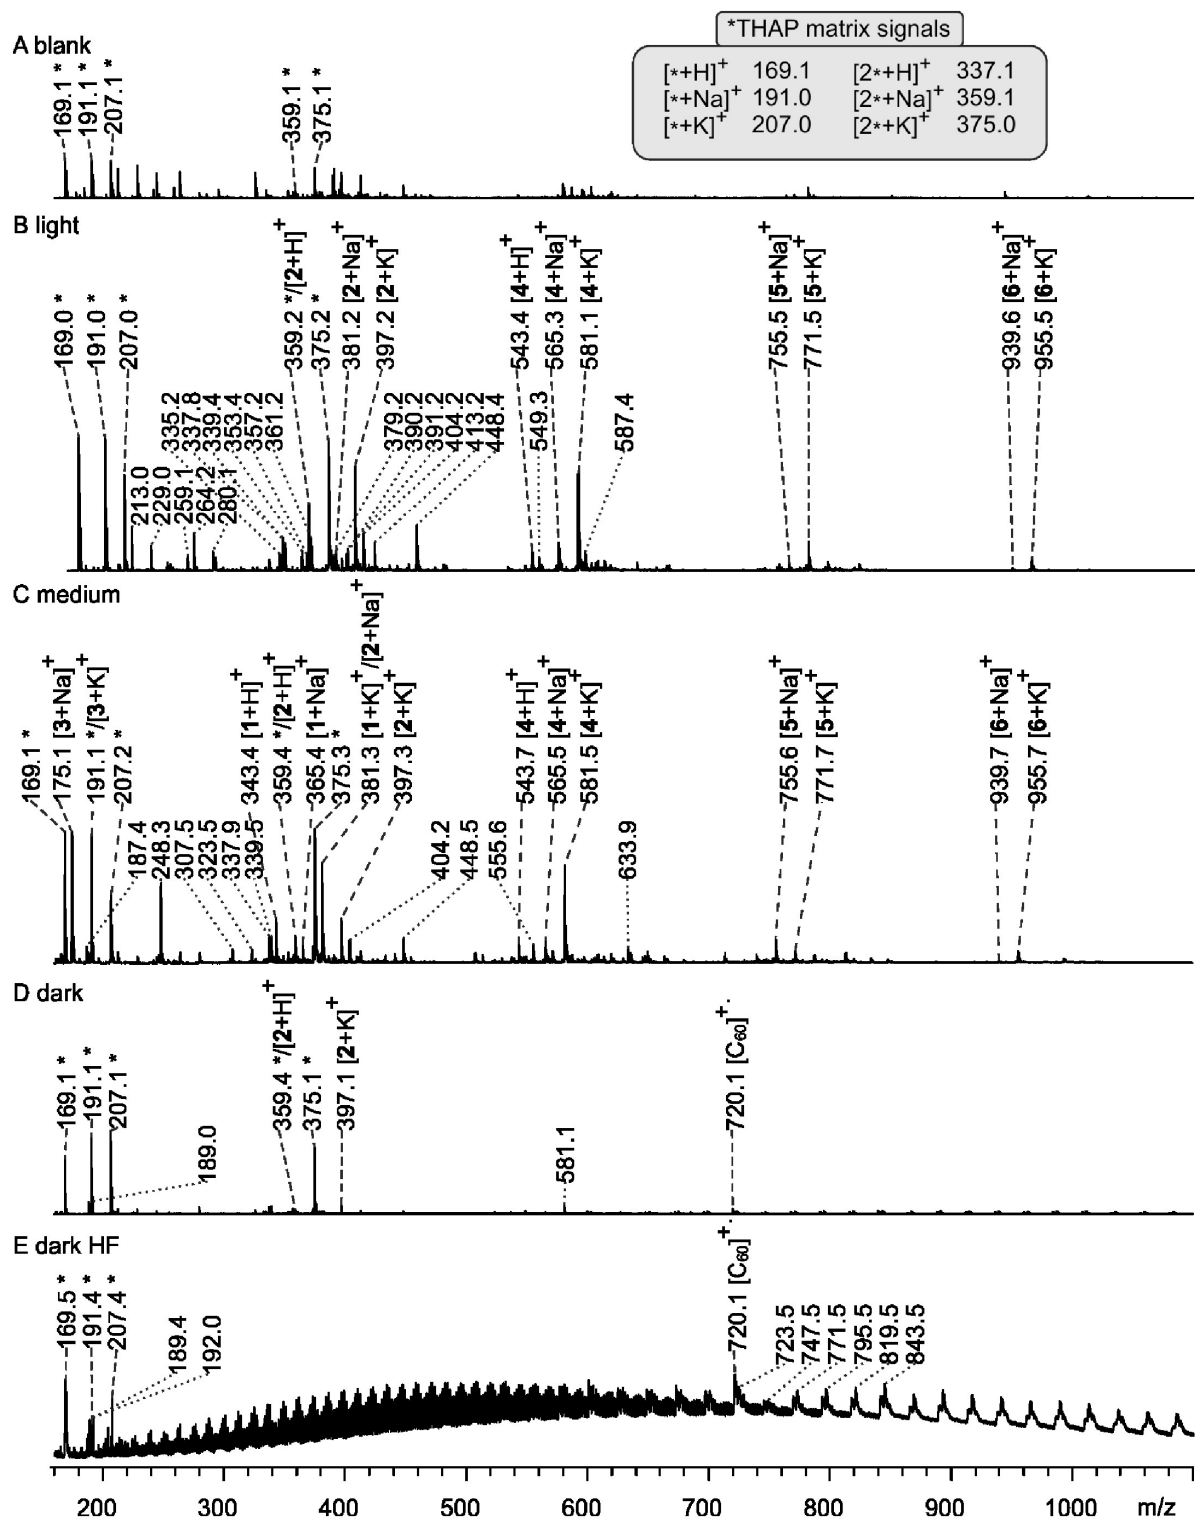 *THAP matrix signals
[*+H]+ 169.1 [2*+H]+ 337.1
[*+Na]+ 191.0 [2*+Na]+ 359.1
[*+K]+ 207.0 [2*+K]+ 375.0
A blank
169.1 *
191.1 *
207.1 *
359.1 *
375.1 *
B light
169.0 *
191.0 *
207.0 *
213.0
229.0
259.1
264.2
280.1
335.2
337.8
339.4
353.4
357.2
361.2
359.2 */[2+H]+
375.2 *
381.2 [2+Na]+
397.2 [2+K]+
379.2
390.2
391.2
404.2
413.2
448.4
543.4 [4+H]+
549.3
565.3 [4+Na]+
581.1 [4+K]+
587.4
755.5 [5+Na]+
771.5 [5+K]+
939.6 [6+Na]+
955.5 [6+K]+
C medium
169.1 *
175.1 [3+Na]+
191.1 */[3+K]+
207.2 *
187.4
248.3
307.5
323.5
337.9
339.5
343.4 [1+H]+
359.4 */[2+H]+
365.4 [1+Na]+
375.3 *
381.3 [1+K]+/[2+Na]+
397.3 [2+K]+
404.2
448.5
555.6
543.7 [4+H]+
565.5 [4+Na]+
581.5 [4+K]+
633.9
755.6 [5+Na]+
771.7 [5+K]+
939.7 [6+Na]+
955.7 [6+K]+
D dark
169.1 *
191.1 *
207.1 *
189.0
359.4 */[2+H]+
375.1 *
397.1 [2+K]+
581.1
720.1 [C60]+·
E dark HF
169.5 *
191.4 *
207.4 *
189.4
192.0
720.1 [C60]+·
723.5
747.5
771.5
795.5
819.5
843.5
200 300 400 500 600 700 800 900 1000 m/z